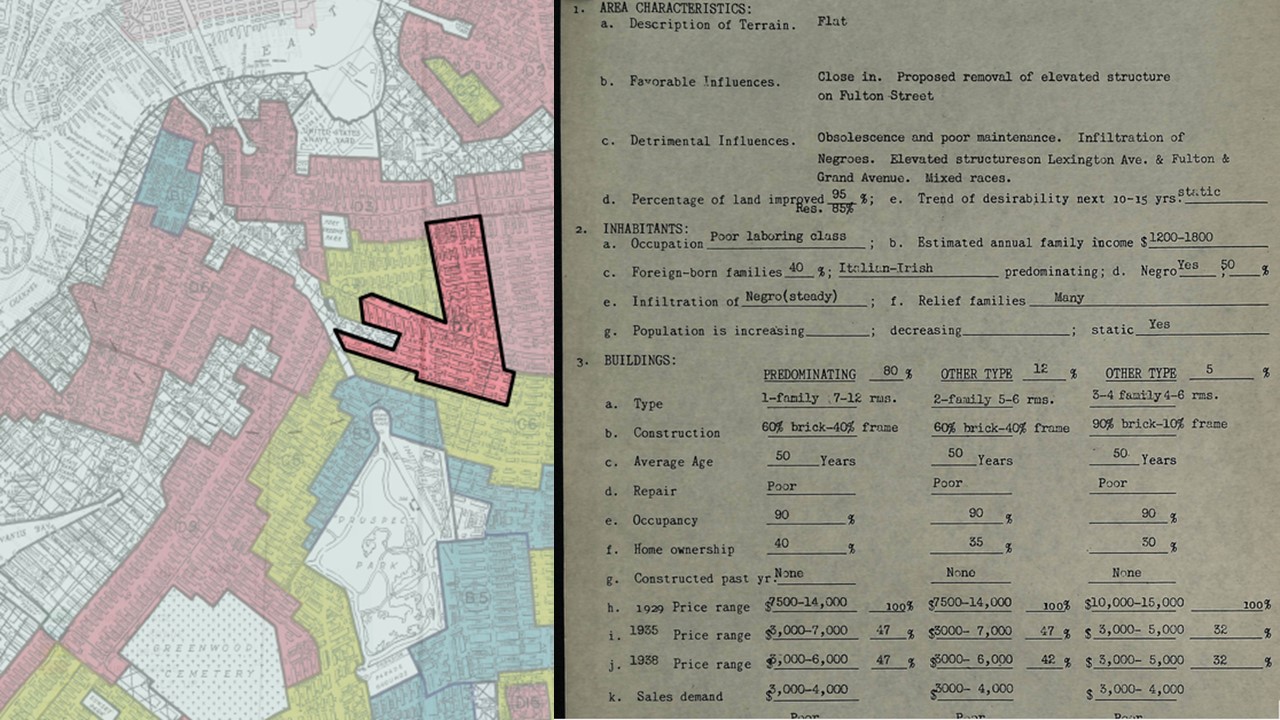 EAST
UNITED STATES
NAVY YARD
D3
D6
D7
C6
B5
D9
PROSPECT
PARK
GREENWOOD
CEMETERY
1. AREA CHARACTERISTICS:
a. Description of Terrain. Flat
b. Favorable Influences. Close in. Proposed removal of elevated structure
on Fulton Street
c. Detrimental Influences. Obsolescence and poor maintenance. Infiltration of
Negroes. Elevated structureson Lexington Ave. & Fulton &
Grand Avenue. Mixed races.
d. Percentage of land improved 95 %; e. Trend of desirability next 10-15 yrs. static
Res. 85%
2. INHABITANTS:
a. Occupation Poor laboring class ; b. Estimated annual family income $1200-1800
c. Foreign-born families 40 %; Italian-Irish predominating; d. Negro Yes ; 50 %
e. Infiltration of Negro(steady) ; f. Relief families Many
g. Population is increasing ; decreasing ; static Yes
3. BUILDINGS:
PREDOMINATING 80 % OTHER TYPE 12 % OTHER TYPE 5 %
a. Type 1-family 7-12 rms. 2-family 5-6 rms. 3-4 family 4-6 rms.
b. Construction 60% brick-40% frame 60% brick-40% frame 90% brick-10% frame
c. Average Age 50 Years 50 Years 50 Years
d. Repair Poor Poor Poor
e. Occupancy 90 % 90 % 90 %
f. Home ownership 40 % 35 % 30 %
g. Constructed past yr. None None None
h. 1929 Price range $7500-14,000 100% $7500-14,000 100% $10,000-15,000 100%
i. 1935 Price range $3,000-7,000 47 % $3000- 7,000 47 % $ 3,000- 5,000 32 %
j. 1938 Price range $3,000-6,000 47 % $3000- 6,000 42 % $ 3,000- 5,000 32 %
k. Sales demand $3,000-4,000 $3000- 4,000 $ 3,000- 4,000
Poor Poor Poor